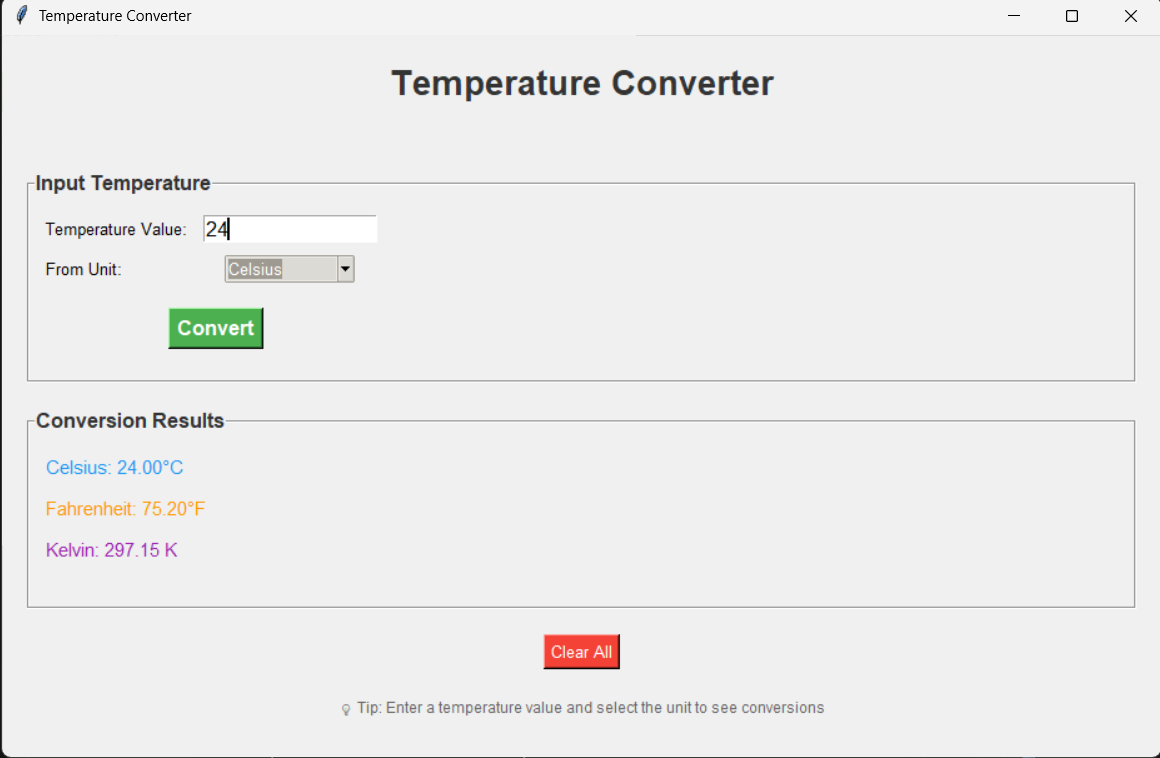 Temperature Converter
Temperature Converter
Input Temperature
Temperature Value: 24
From Unit: Celsius
Convert
Conversion Results
Celsius: 24.00°C
Fahrenheit: 75.20°F
Kelvin: 297.15 K
Clear All
Tip: Enter a temperature value and select the unit to see conversions